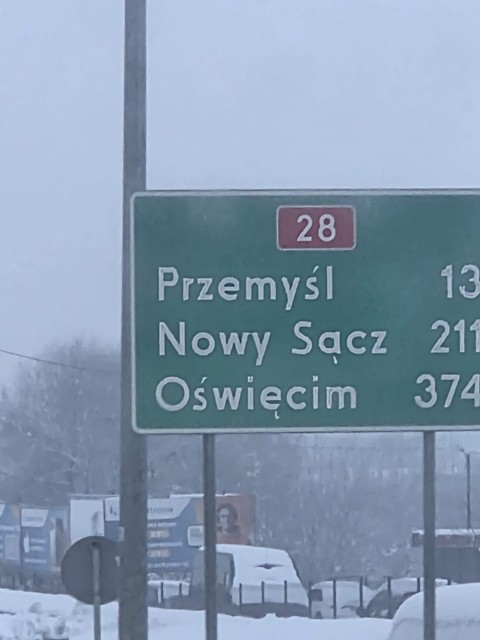 28
Przemyśl 13
Nowy Sącz 211
Oświęcim 374